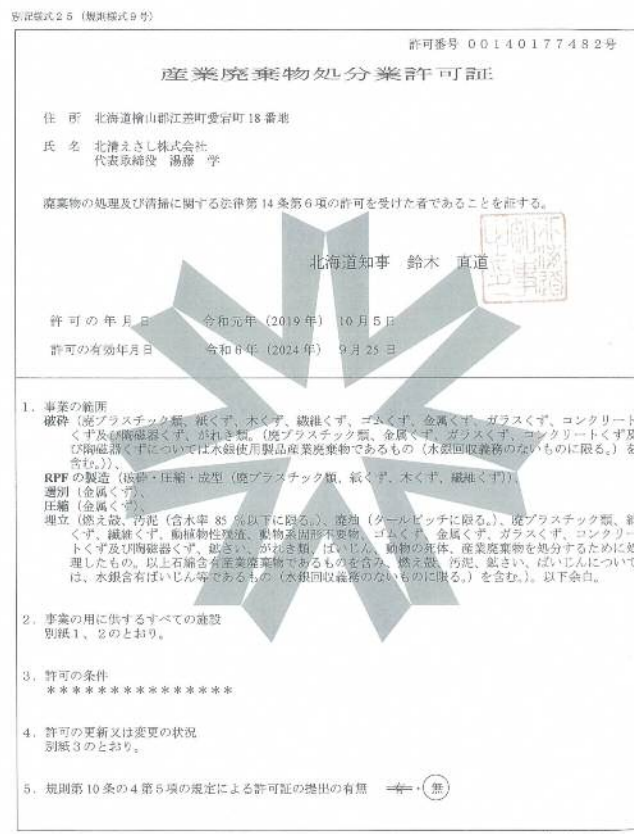 別記様式25（規則様式9号）
許可番号 00140177482号
産業廃棄物処分業許可証
住 所 北海道檜山郡江差町愛宕町18番地
氏 名 北清えさし株式会社
代表取締役 湯藤 学
廃棄物の処理及び清掃に関する法律第14条第6項の許可を受けた者であることを証する。
北海道知事 鈴木 直道
許可の年月日 令和元年（2019年）10月5日
許可の有効年月日 令和6年（2024年）9月25日
1．事業の範囲
破砕（廃プラスチック類、紙くず、木くず、繊維くず、ゴムくず、金属くず、ガラスくず、コンクリート
くず及び陶磁器くず、がれき類。（廃プラスチック類、金属くず、ガラスくず、コンクリートくず及
び陶磁器くずについては水銀使用製品産業廃棄物であるもの（水銀回収義務のないものに限る。）を
含む。））、
RPFの製造（破砕・圧縮・成型（廃プラスチック類、紙くず、木くず、繊維くず））、
選別（金属くず）、
圧縮（金属くず）、
埋立（燃え殻、汚泥（含水率85％以下に限る。）、廃油（タールピッチに限る。）、廃プラスチック類、紙
くず、繊維くず、動植物性残渣、動物系固形不要物、ゴムくず、金属くず、ガラスくず、コンクリー
トくず及び陶磁器くず、鉱さい、がれき類、ばいじん、動物の死体、産業廃棄物を処分するために処
理したもの。以上石綿含有産業廃棄物であるものを含み、燃え殻、汚泥、鉱さい、ばいじんについて
は、水銀含有ばいじん等であるもの（水銀回収義務のないものに限る。）を含む。）。以下余白。
2．事業の用に供するすべての施設
別紙1、2のとおり。
3．許可の条件
***************
4．許可の更新又は変更の状況
別紙3のとおり。
5．規則第10条の4第5項の規定による許可証の提出の有無 有・無